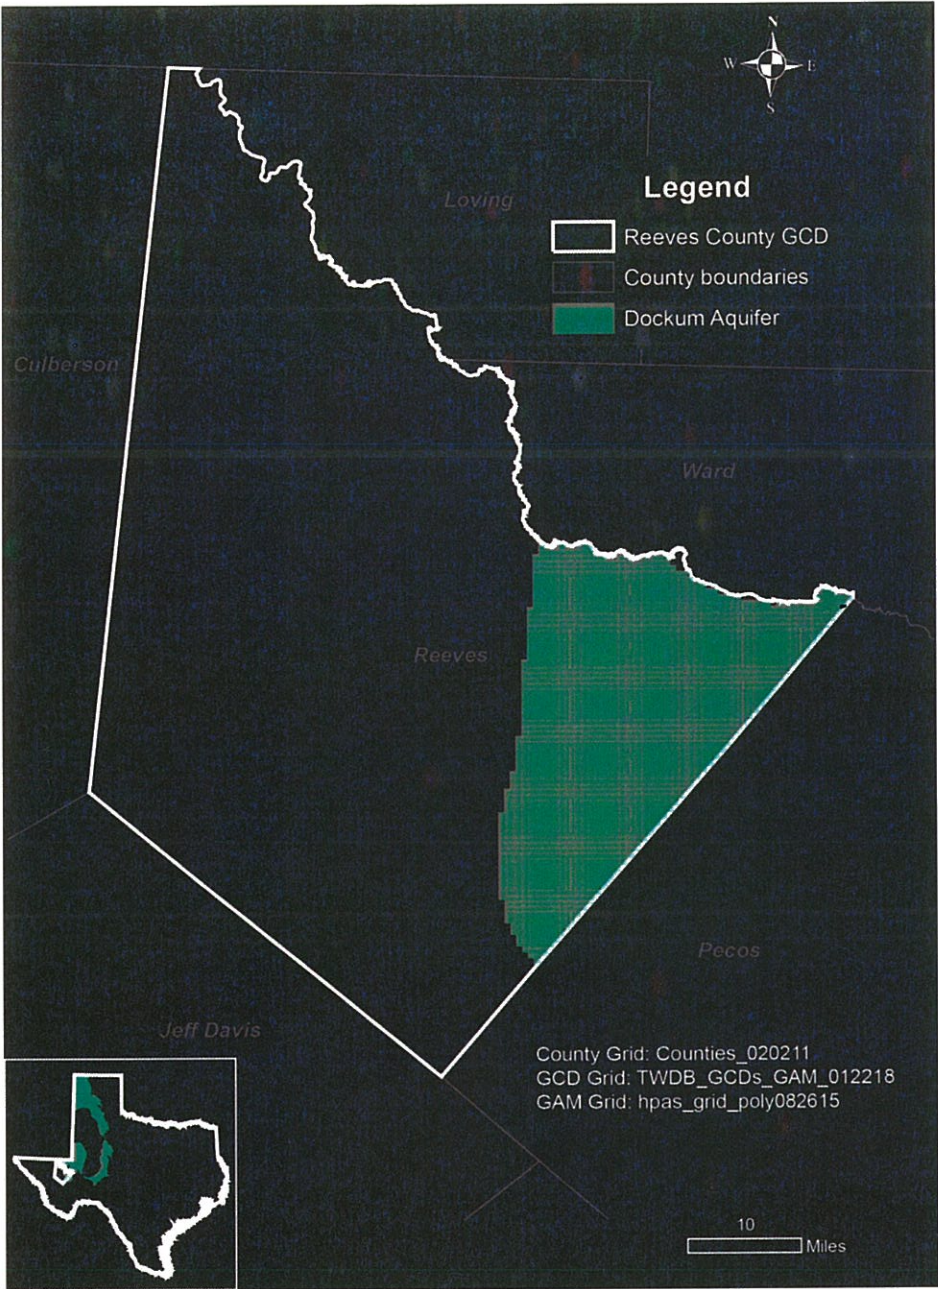 N
W E
S
Legend
Loving
Reeves County GCD
County boundaries
Dockum Aquifer
Culberson
Ward
Reeves
Pecos
Jeff Davis
County Grid: Counties_020211
GCD Grid: TWDB_GCDs_GAM_012218
GAM Grid: hpas_grid_poly082615
10
Miles